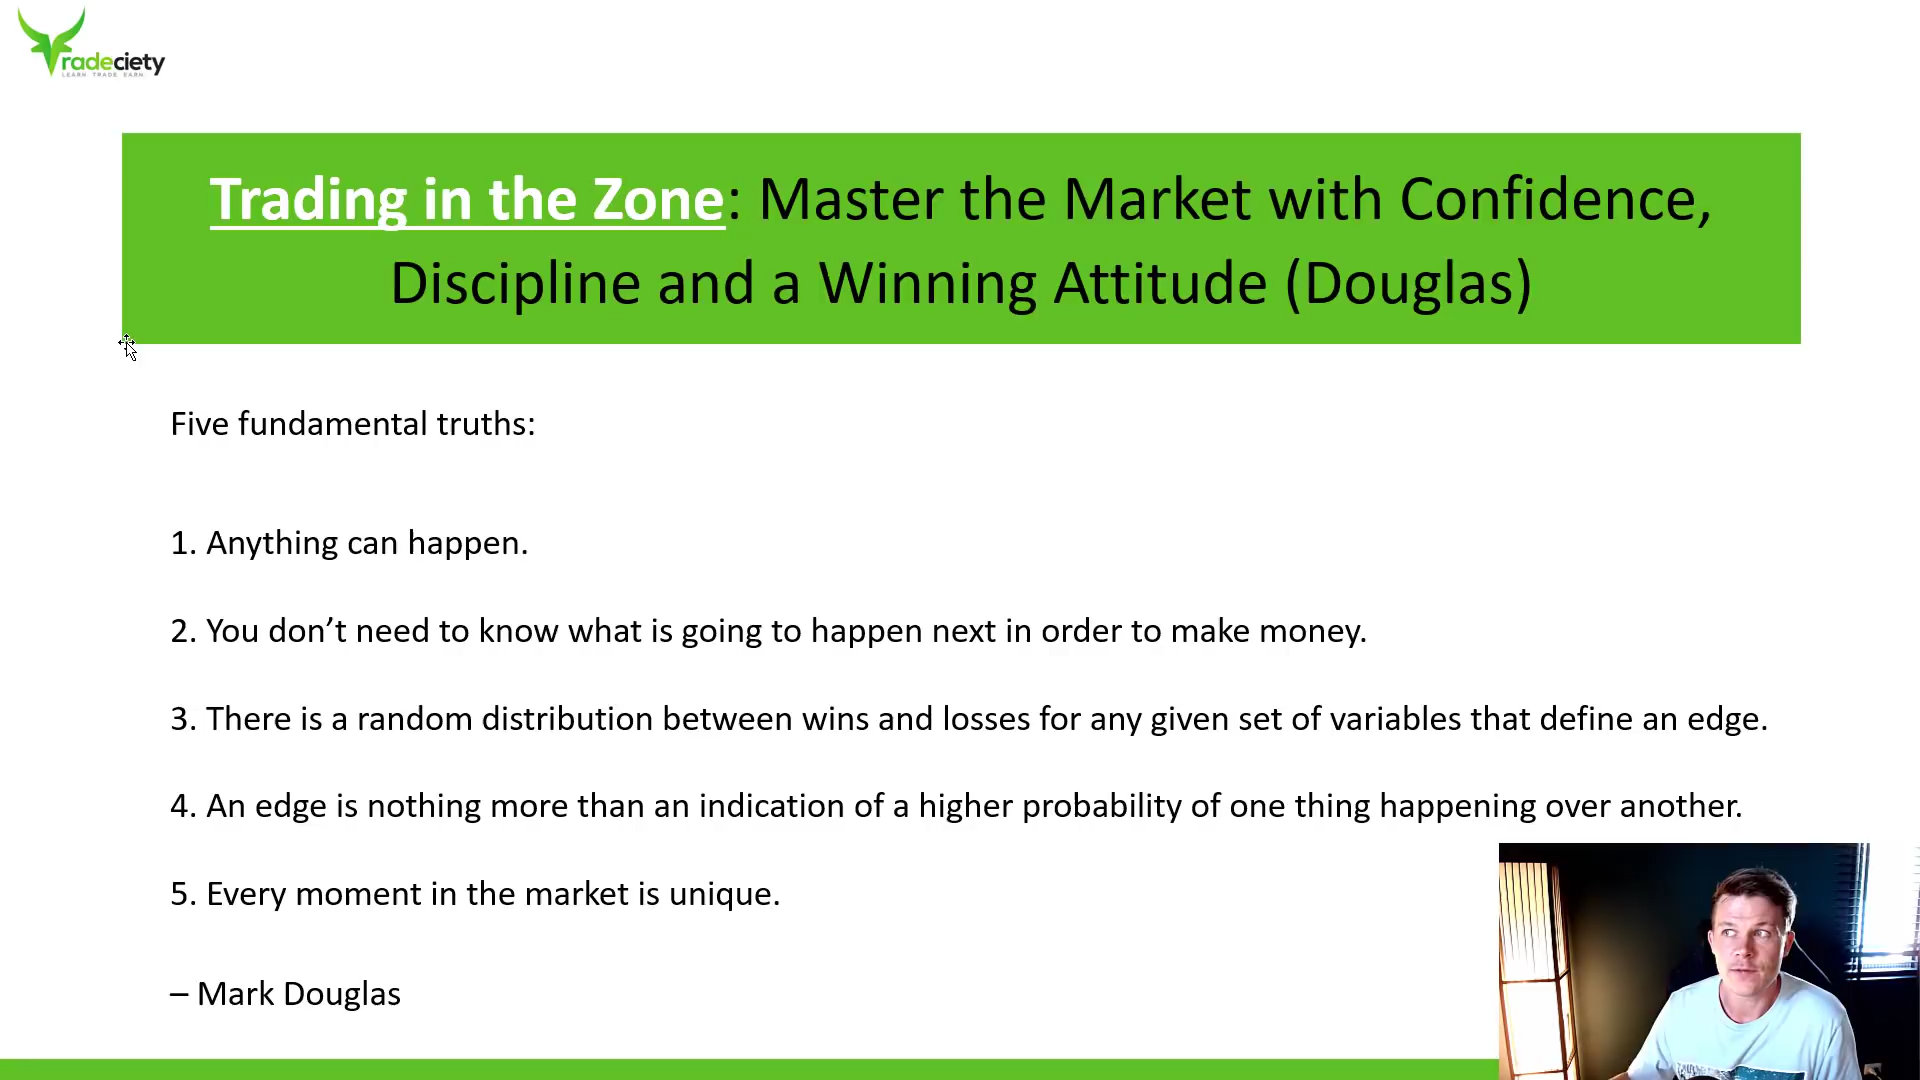 Tradeciety
LEARN TRADE EARN
Trading in the Zone: Master the Market with Confidence,
Discipline and a Winning Attitude (Douglas)
Five fundamental truths:
1. Anything can happen.
2. You don’t need to know what is going to happen next in order to make money.
3. There is a random distribution between wins and losses for any given set of variables that define an edge.
4. An edge is nothing more than an indication of a higher probability of one thing happening over another.
5. Every moment in the market is unique.
– Mark Douglas